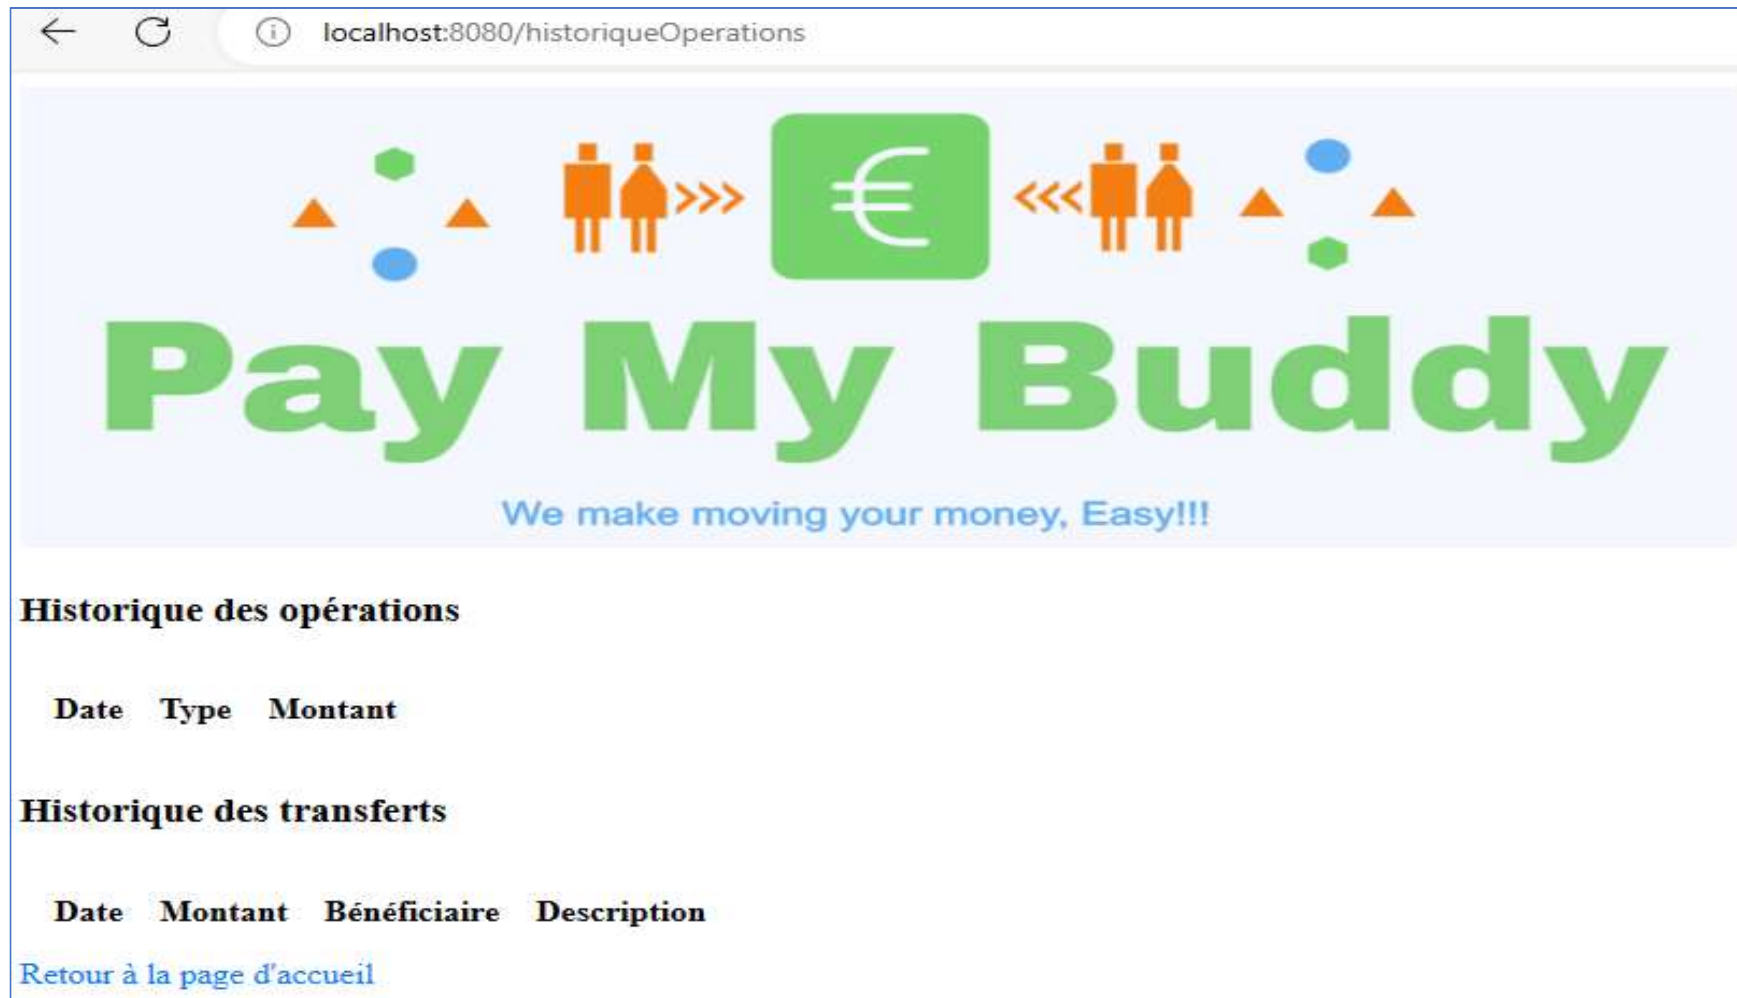 localhost:8080/historiqueOperations
>>> € <<<
Pay My Buddy
We make moving your money, Easy!!!
Historique des opérations
Date Type Montant
Historique des transferts
Date Montant Bénéficiaire Description
Retour à la page d'accueil